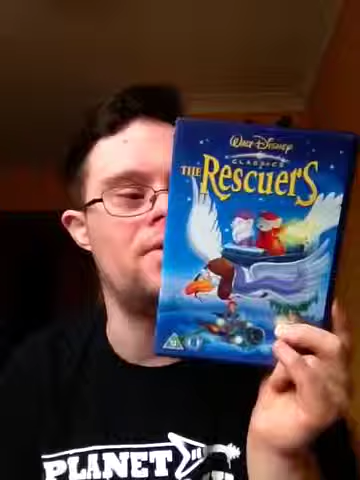 WALT DISNEY
CLASSICS
THE RESCUERS
U
PLANET